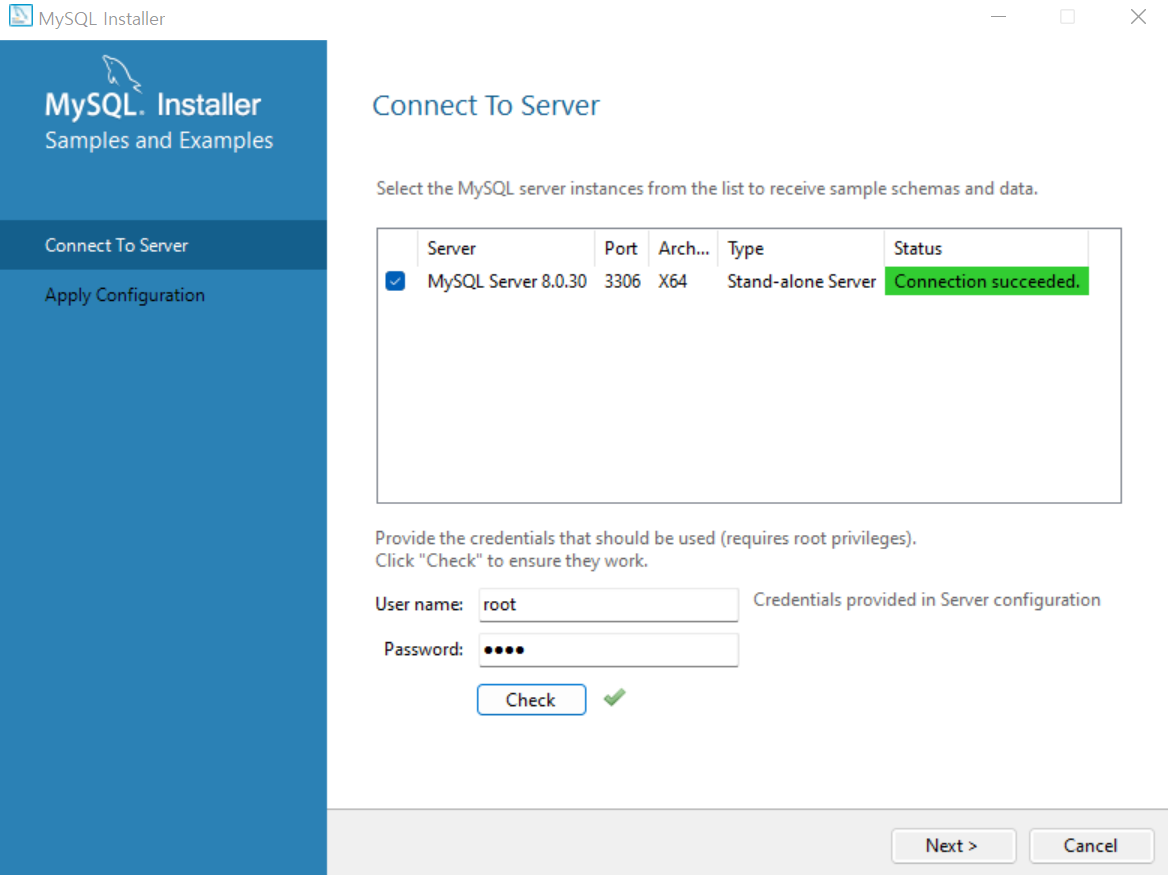 MySQL Installer
MySQL. Installer
Samples and Examples
Connect To Server
Apply Configuration
Connect To Server
Select the MySQL server instances from the list to receive sample schemas and data.
Server Port Arch... Type Status
MySQL Server 8.0.30 3306 X64 Stand-alone Server Connection succeeded.
Provide the credentials that should be used (requires root privileges).
Click "Check" to ensure they work.
User name: root Credentials provided in Server configuration
Password: ●●●●
Check
Next > Cancel